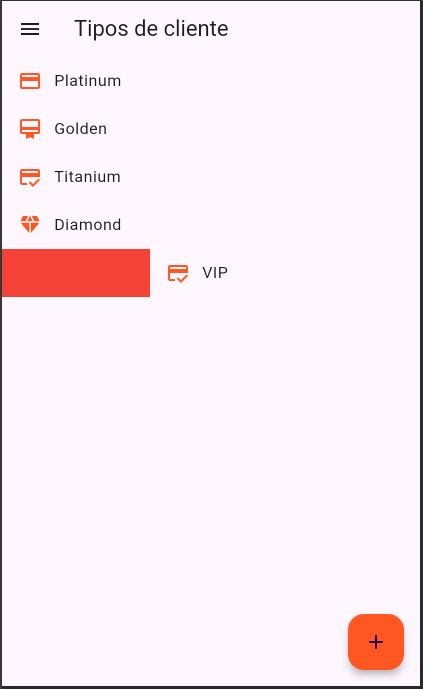 Tipos de cliente
Platinum
Golden
Titanium
Diamond
VIP